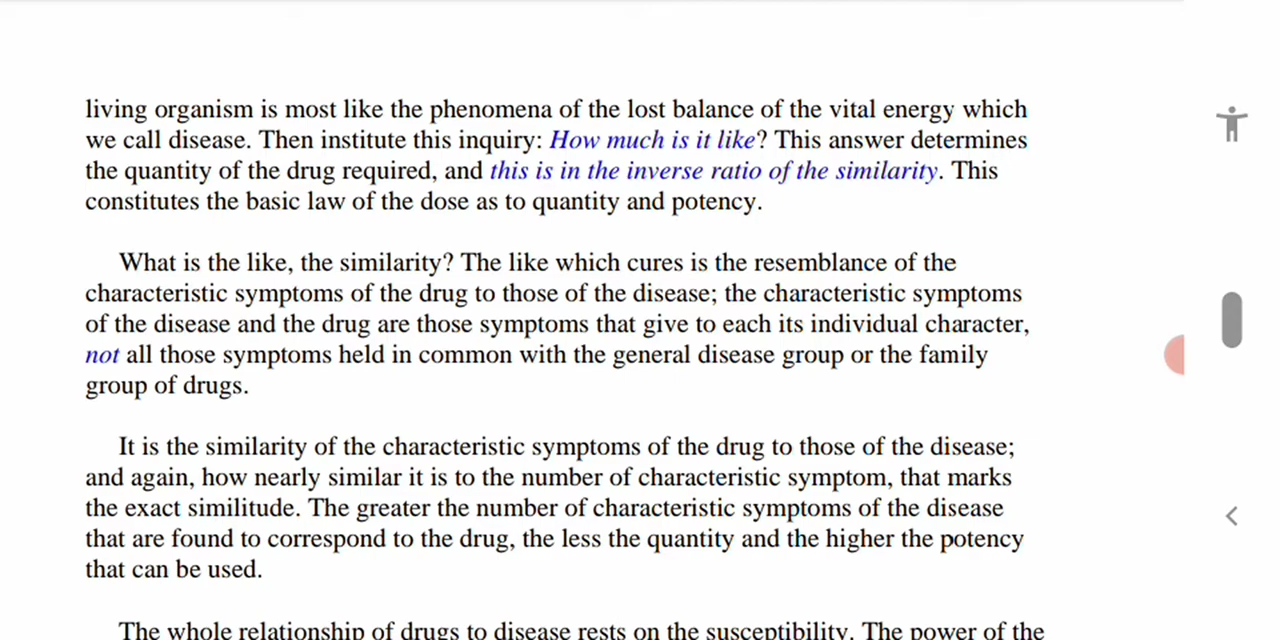 living organism is most like the phenomena of the lost balance of the vital energy which
we call disease. Then institute this inquiry: How much is it like? This answer determines
the quantity of the drug required, and this is in the inverse ratio of the similarity. This
constitutes the basic law of the dose as to quantity and potency.
What is the like, the similarity? The like which cures is the resemblance of the
characteristic symptoms of the drug to those of the disease; the characteristic symptoms
of the disease and the drug are those symptoms that give to each its individual character,
not all those symptoms held in common with the general disease group or the family
group of drugs.
It is the similarity of the characteristic symptoms of the drug to those of the disease;
and again, how nearly similar it is to the number of characteristic symptom, that marks
the exact similitude. The greater the number of characteristic symptoms of the disease
that are found to correspond to the drug, the less the quantity and the higher the potency
that can be used.
The whole relationship of drugs to disease rests on the susceptibility. The power of the